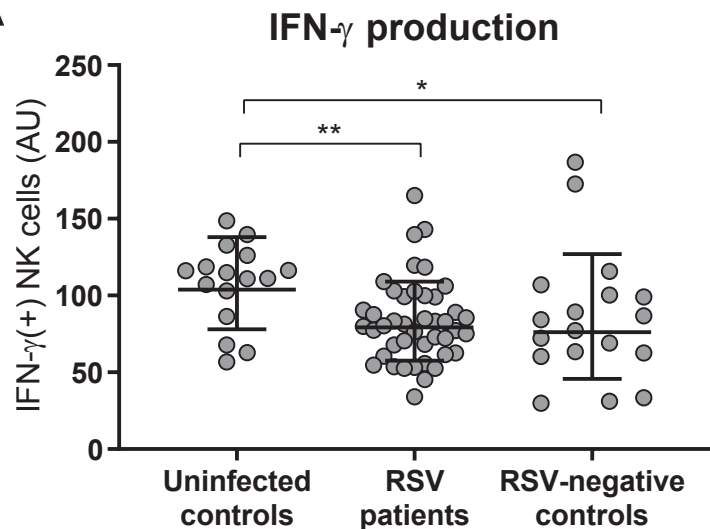 A
IFN-γ production
IFN-γ(+) NK cells (AU)
250
200
150
100
50
0
*
**
Uninfected
controls
RSV
patients
RSV-negative
controls